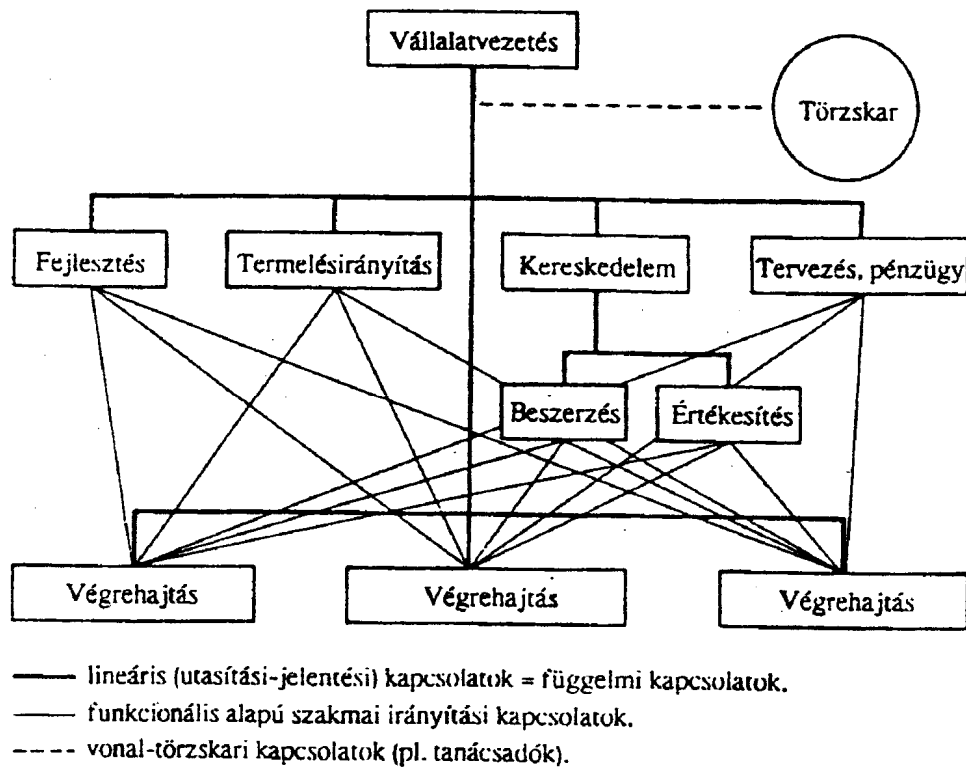 Vállalatvezetés
Törzskar
Fejlesztés
Termelésirányítás
Kereskedelem
Tervezés, pénzügy
Beszerzés
Értékesítés
Végrehajtás
Végrehajtás
Végrehajtás
lineáris (utasítási-jelentési) kapcsolatok = függelmi kapcsolatok.
funkcionális alapú szakmai irányítási kapcsolatok.
vonal-törzskari kapcsolatok (pl. tanácsadók).